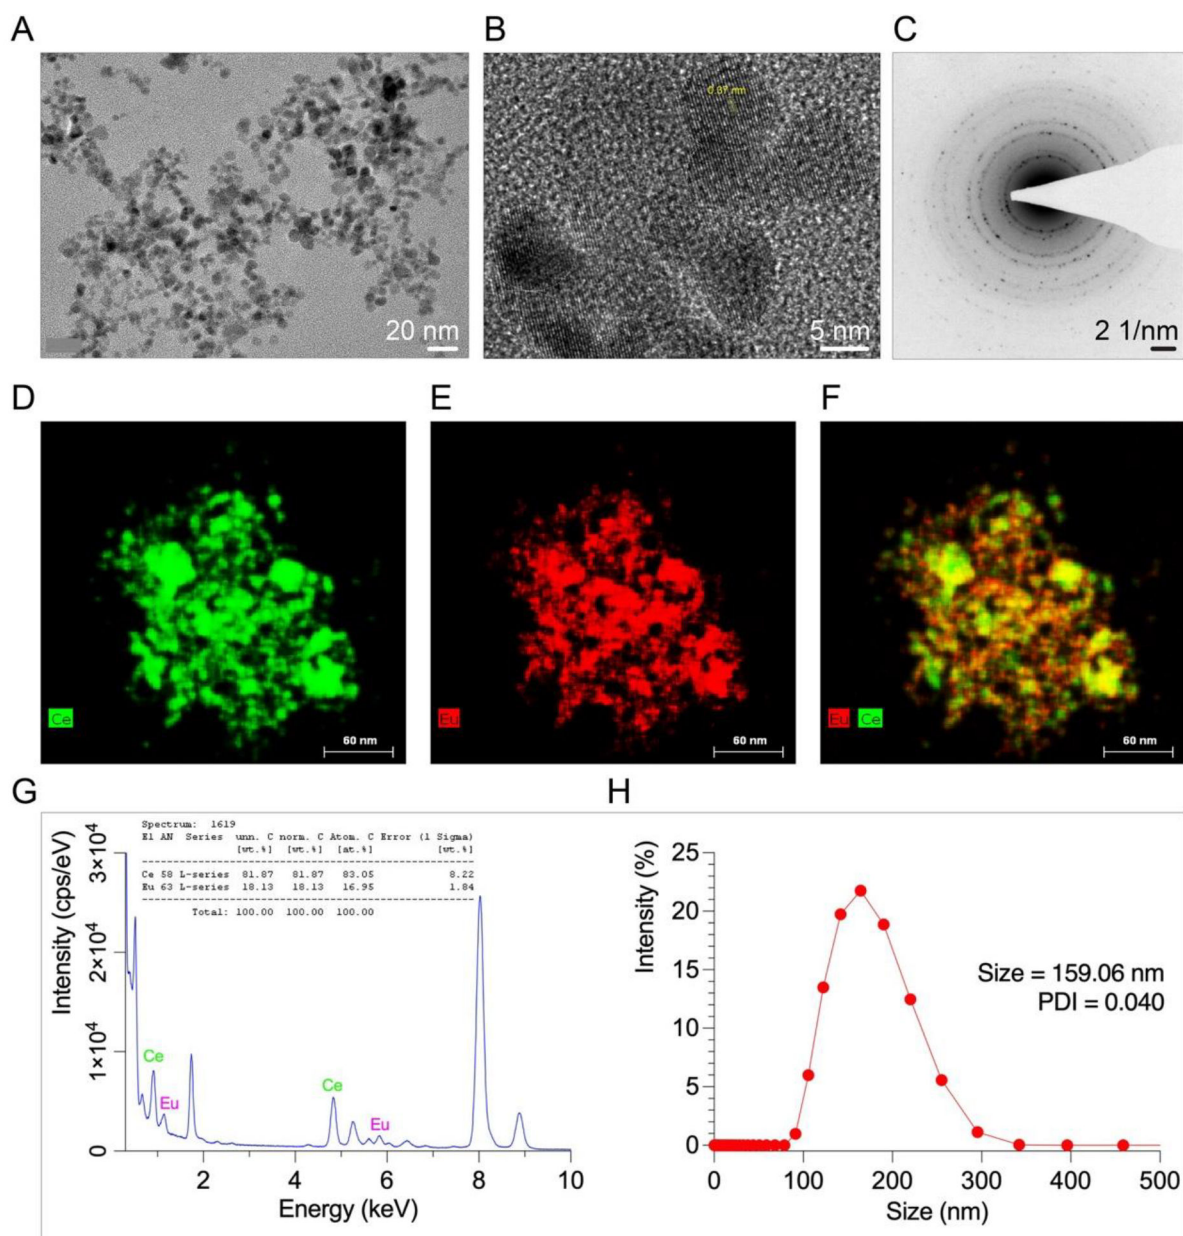 A
B
C
0.37 nm
20 nm
5 nm
2 1/nm
D
E
F
Ce
60 nm
Eu
60 nm
Eu Ce
60 nm
G
H
Spectrum: 1619
El AN Series unn. C norm. C Atom. C Error (1 Sigma)
[wt.%] [wt.%] [at.%] [wt.%]
Ce 58 L-series 81.87 81.87 83.05 8.22
Eu 63 L-series 18.13 18.13 16.95 1.84
Total: 100.00 100.00 100.00
Intensity (cps/eV)
3×10⁴
2×10⁴
1×10⁴
0
Ce
Eu
Ce
Eu
2 4 6 8 10
Energy (keV)
Intensity (%)
25
20
15
10
5
0
Size = 159.06 nm
PDI = 0.040
0 100 200 300 400 500
Size (nm)